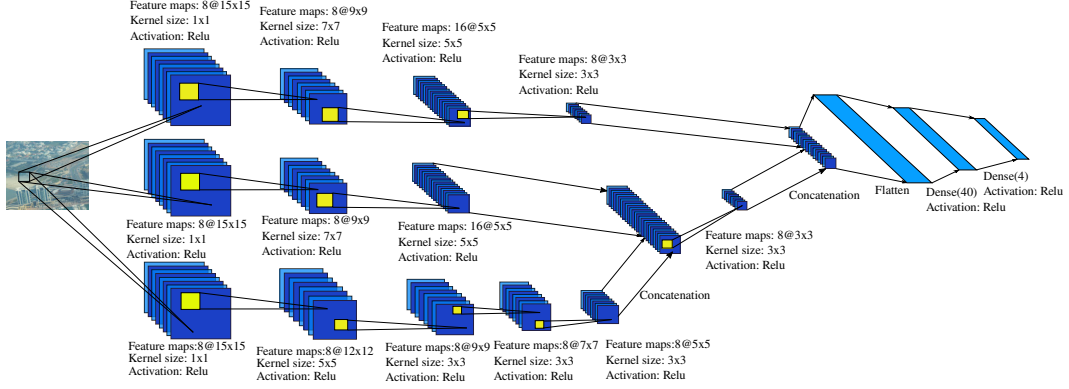 Feature maps: 8@15x15
Kernel size: 1x1
Activation: Relu
Feature maps: 8@9x9
Kernel size: 7x7
Activation: Relu
Feature maps: 16@5x5
Kernel size: 5x5
Activation: Relu
Feature maps: 8@3x3
Kernel size: 3x3
Activation: Relu
Feature maps: 8@15x15
Kernel size: 1x1
Activation: Relu
Feature maps: 8@9x9
Kernel size: 7x7
Activation: Relu
Feature maps: 16@5x5
Kernel size: 5x5
Activation: Relu
Feature maps: 8@3x3
Kernel size: 3x3
Activation: Relu
Concatenation
Flatten
Dense(40)
Activation: Relu
Dense(4)
Activation: Relu
Concatenation
Feature maps:8@15x15
Kernel size: 1x1
Activation: Relu
Feature maps:8@12x12
Kernel size: 5x5
Activation: Relu
Feature maps:8@9x9
Kernel size: 3x3
Activation: Relu
Feature maps:8@7x7
Kernel size: 3x3
Activation: Relu
Feature maps:8@5x5
Kernel size: 3x3
Activation: Relu